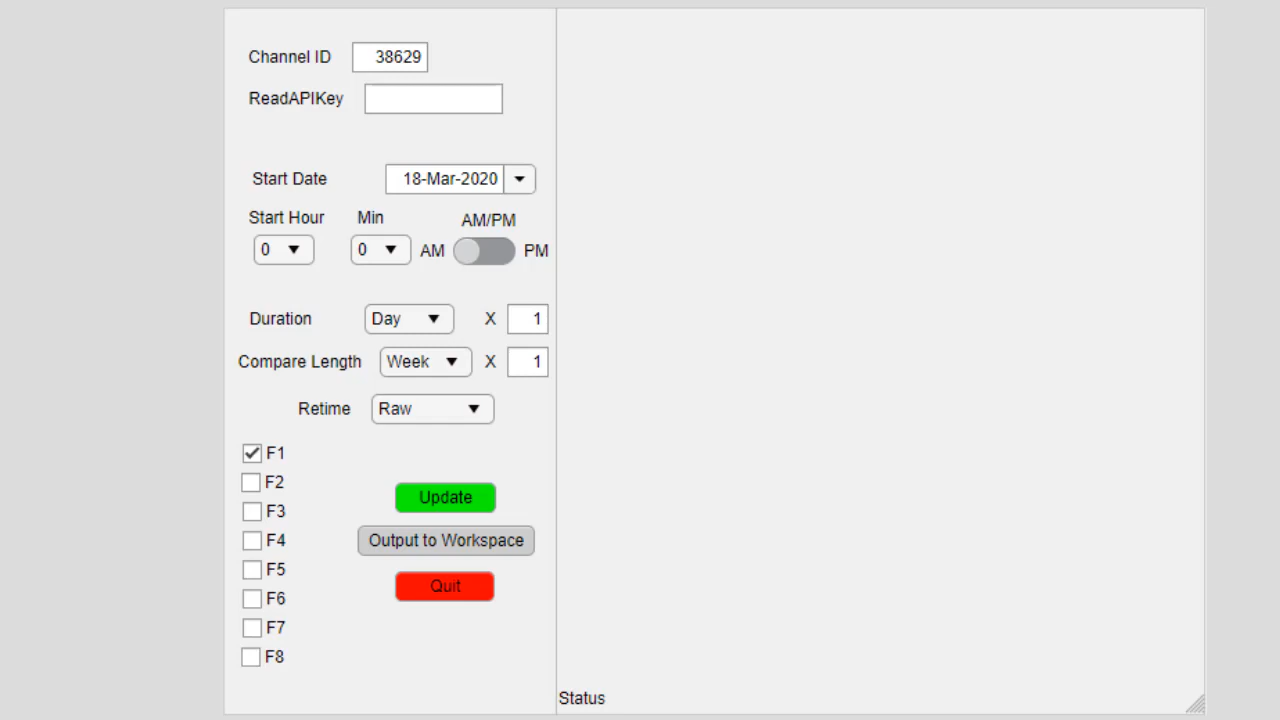 Channel ID 38629
ReadAPIKey
Start Date 18-Mar-2020
Start Hour Min AM/PM
0 0 AM PM
Duration Day X 1
Compare Length Week X 1
Retime Raw
F1
F2
Update
F3
F4 Output to Workspace
F5
Quit
F6
F7
F8
Status